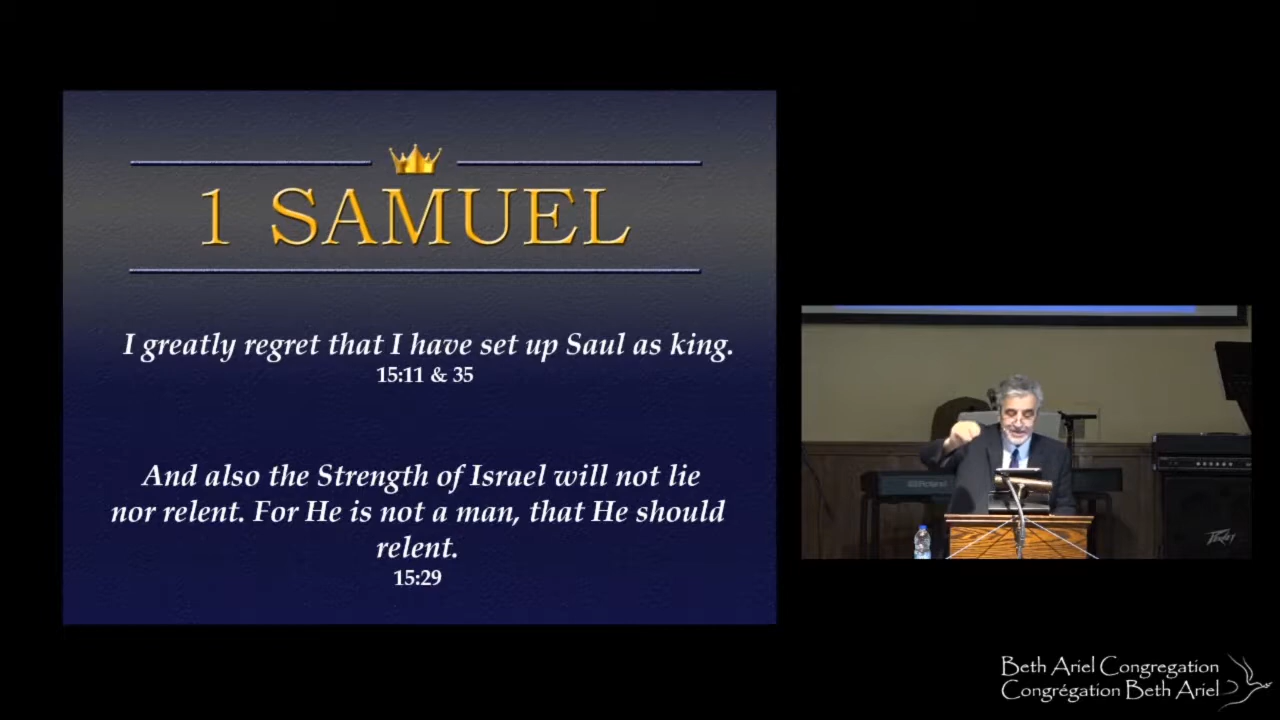 1 SAMUEL
I greatly regret that I have set up Saul as king.
15:11 & 35
And also the Strength of Israel will not lie
nor relent. For He is not a man, that He should
relent.
15:29
Roland
Peavey
Beth Ariel Congregation
Congrégation Beth Ariel